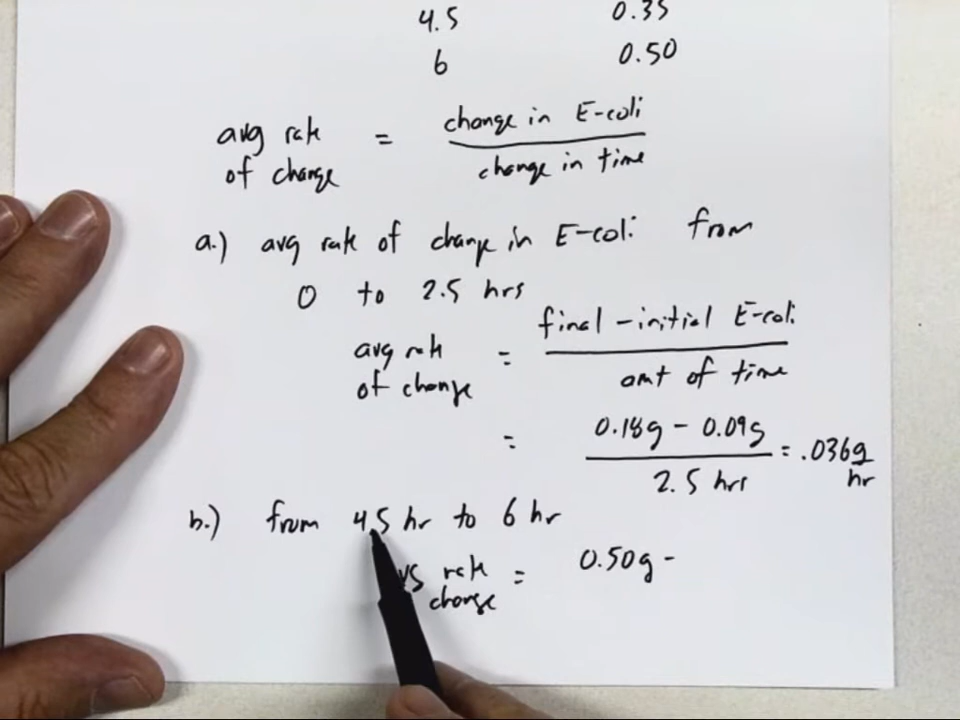 4.5 0.35
6 0.50
avg rate of change = change in E-coli / change in time
a.) avg rate of change in E-coli from
0 to 2.5 hrs
avg rate of change = final - initial E-coli / amt of time
= 0.18g - 0.09g / 2.5 hrs = .036g / hr
b.) from 4.5 hr to 6 hr
rate change = 0.50g -